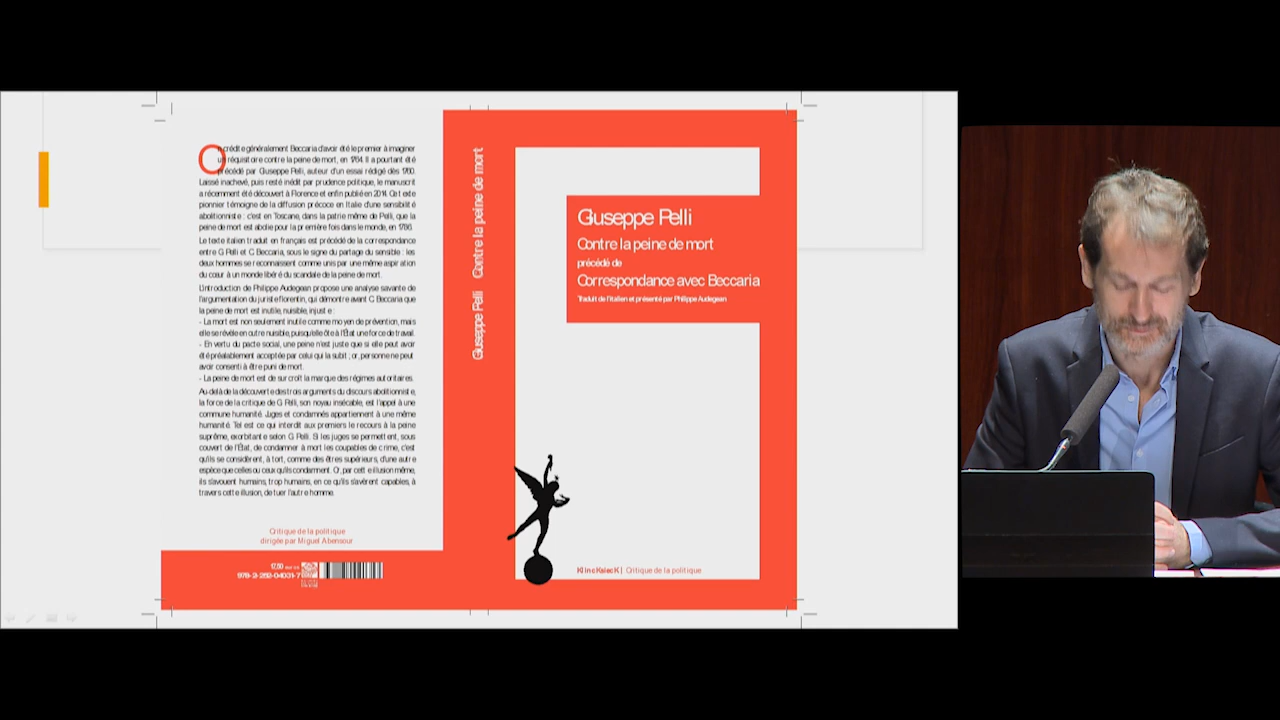 On crédite généralement Beccaria d'avoir été le premier à imaginer
un réquisitoire contre la peine de mort, en 1764. Il a pourtant été
précédé par Giuseppe Pelli, auteur d'un essai rédigé dès 1760.
Laissé inachevé, puis resté inédit par prudence politique, le manuscrit
a récemment été découvert à Florence et enfin publié en 2014. Ce texte
pionnier témoigne de la diffusion précoce en Italie d'une sensibilité
abolitionniste : c'est en Toscane, dans la patrie même de Pelli, que la
peine de mort est abolie pour la première fois dans le monde, en 1786.
Le texte italien traduit en français est précédé de la correspondance
entre G. Pelli et C. Beccaria, sous le signe du partage du sensible : les
deux hommes se reconnaissent comme unis par une même aspiration
du cœur à un monde libéré du scandale de la peine de mort.
L'introduction de Philippe Audegean propose une analyse savante de
l'argumentation du juriste florentin, qui démontre avant C. Beccaria que
la peine de mort est inutile, nuisible, injuste :
- La mort est non seulement inutile comme moyen de prévention, mais
elle se révèle en outre nuisible, puisqu'elle ôte à l'État une force de travail.
- En vertu du pacte social, une peine n'est juste que si elle peut avoir
été préalablement acceptée par celui qui la subit ; or, personne ne peut
avoir consenti à être puni de mort.
- La peine de mort est de surcroît la marque des régimes autoritaires.
Au-delà de la découverte des trois arguments du discours abolitionniste,
la force de la critique de G. Pelli, son noyau insécable, est l'appel à une
commune humanité. Juges et condamnés appartiennent à une même
humanité. Tel est ce qui interdit aux premiers le recours à la peine
suprême, exorbitante selon G. Pelli. Si les juges se permettent, sous
couvert de l'État, de condamner à mort les coupables de crime, c'est
qu'ils se considèrent, à tort, comme des êtres supérieurs, d'une autre
espèce que celles ou ceux qu'ils condamnent. Or, par cette illusion même,
ils s'avouent humains, trop humains, en ce qu'ils s'avèrent capables, à
travers cette illusion, de tuer l'autre homme.
Critique de la politique
dirigée par Miguel Abensour
17,50
978-2-252-04001-7
Giuseppe Pelli Contre la peine de mort
Giuseppe Pelli
Contre la peine de mort
précédé de
Correspondance avec Beccaria
Traduit de l'italien et présenté par Philippe Audegean
KlincKsiecK | Critique de la politique